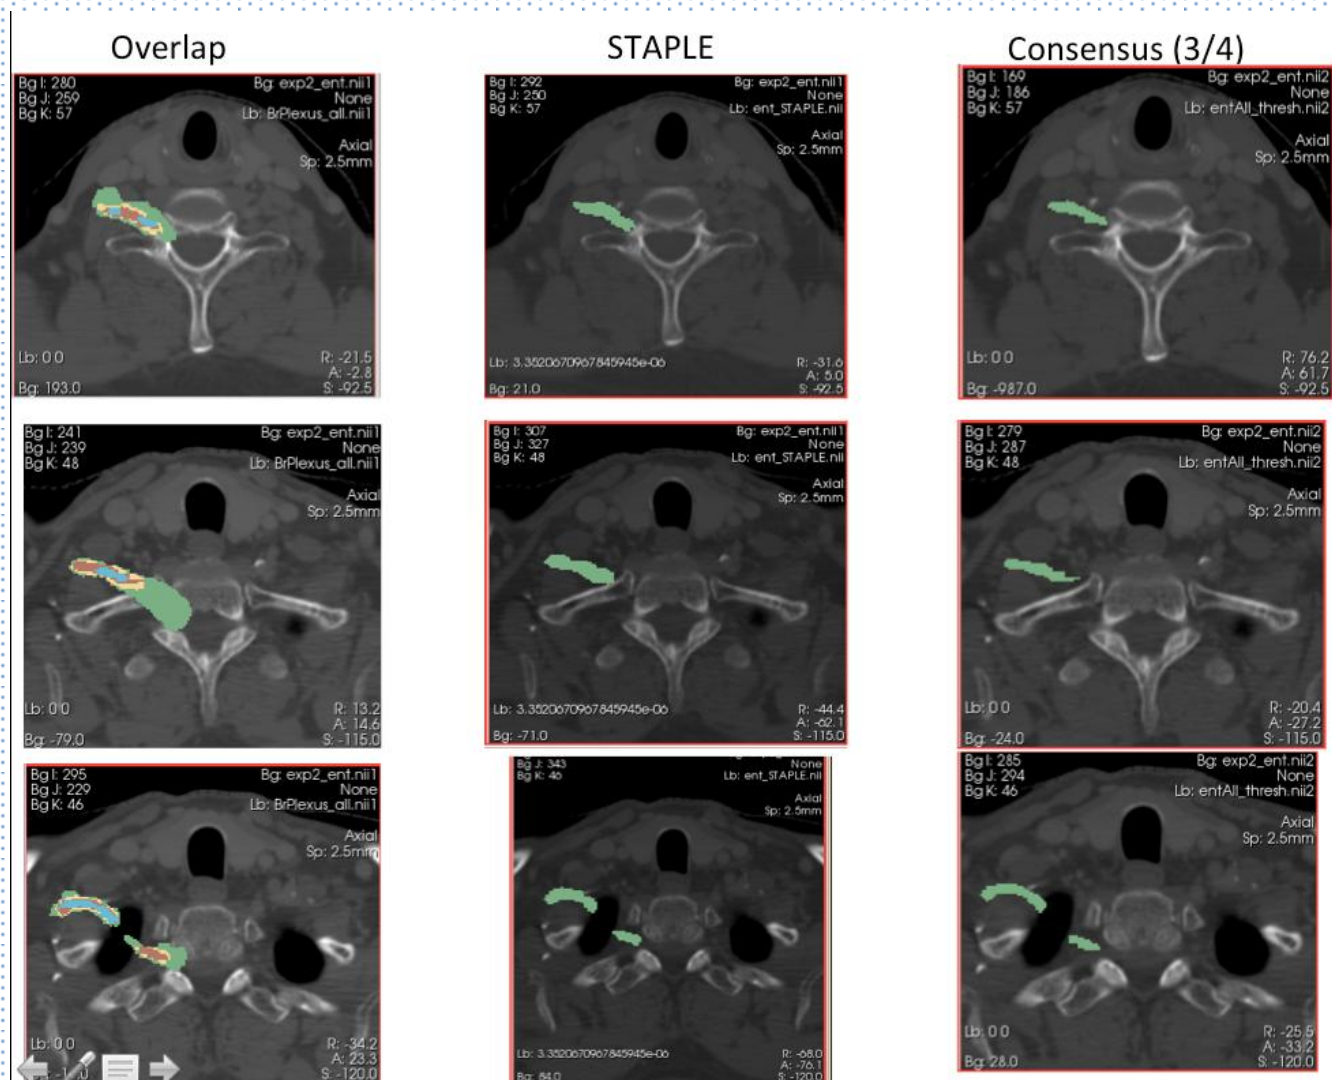 Overlap
STAPLE
Consensus (3/4)
Bg I: 280
Bg J: 259
Bg K: 57
Bg: exp2_ent.nii1
None
Lb: BrPlexus_all.nii1
Axial
Sp: 2.5mm
Lb: 0 0
Bg: 193.0
R: -21.5
A: -2.8
S: -92.5
Bg I: 292
Bg J: 250
Bg K: 57
Bg: exp2_ent.nii1
None
Lb: ent_STAPLE.nii
Axial
Sp: 2.5mm
Lb: 3.3520670967845945e-06
Bg: 21.0
R: -31.6
A: 5.0
S: -92.5
Bg I: 169
Bg J: 186
Bg K: 57
Bg: exp2_ent.nii2
None
Lb: entAll_thresh.nii2
Axial
Sp: 2.5mm
Lb: 0 0
Bg: -987.0
R: 76.2
A: 61.7
S: -92.5
Bg I: 241
Bg J: 239
Bg K: 48
Bg: exp2_ent.nii1
None
Lb: BrPlexus_all.nii1
Axial
Sp: 2.5mm
Lb: 0 0
Bg: -79.0
R: 13.2
A: 14.6
S: -115.0
Bg I: 307
Bg J: 327
Bg K: 48
Bg: exp2_ent.nii1
None
Lb: ent_STAPLE.nii
Axial
Sp: 2.5mm
Lb: 3.3520670967845945e-06
Bg: -71.0
R: -44.4
A: -62.1
S: -115.0
Bg I: 279
Bg J: 287
Bg K: 48
Bg: exp2_ent.nii2
None
Lb: entAll_thresh.nii2
Axial
Sp: 2.5mm
Lb: 0 0
Bg: -24.0
R: -20.4
A: -27.2
S: -115.0
Bg I: 295
Bg J: 229
Bg K: 46
Bg: exp2_ent.nii1
None
Lb: BrPlexus_all.nii1
Axial
Sp: 2.5mm
Lb: 0 0
R: -34.2
A: 23.3
S: -120.0
Bg J: 343
Bg K: 46
None
Lb: ent_STAPLE.nii
Axial
Sp: 2.5mm
Lb: 3.3520670967845945e-06
Bg: 84.0
R: -68.0
A: -76.1
S: -120.0
Bg I: 285
Bg J: 294
Bg K: 46
Bg: exp2_ent.nii2
None
Lb: entAll_thresh.nii2
Axial
Sp: 2.5mm
Lb: 0 0
Bg: 28.0
R: -25.5
A: -33.2
S: -120.0